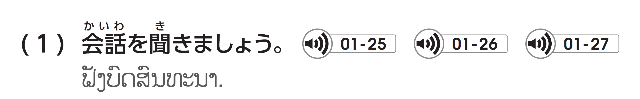 かいわ き
(1) 会話を聞きましょう。 01-25 01-26 01-27
ຟັງບົດສົນທະນາ.